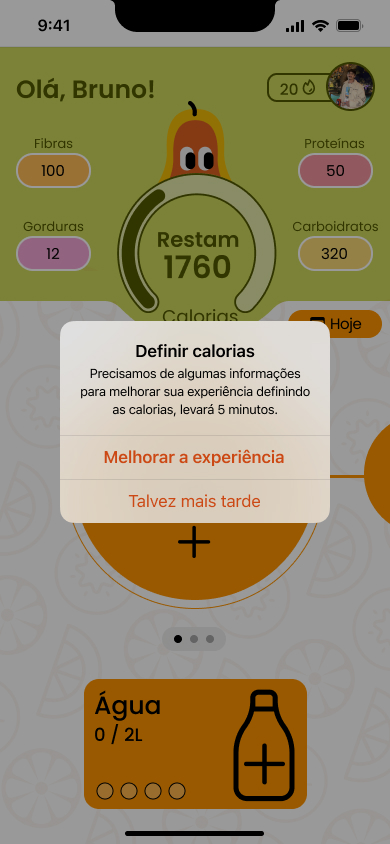 9:41
Olá, Bruno!
20
Fibras
100
Proteínas
50
Gorduras
12
Carboidratos
320
Restam
1760
Calorias
Hoje
Definir calorias
Precisamos de algumas informações
para melhorar sua experiência definindo
as calorias, levará 5 minutos.
Melhorar a experiência
Talvez mais tarde
Água
0 / 2L